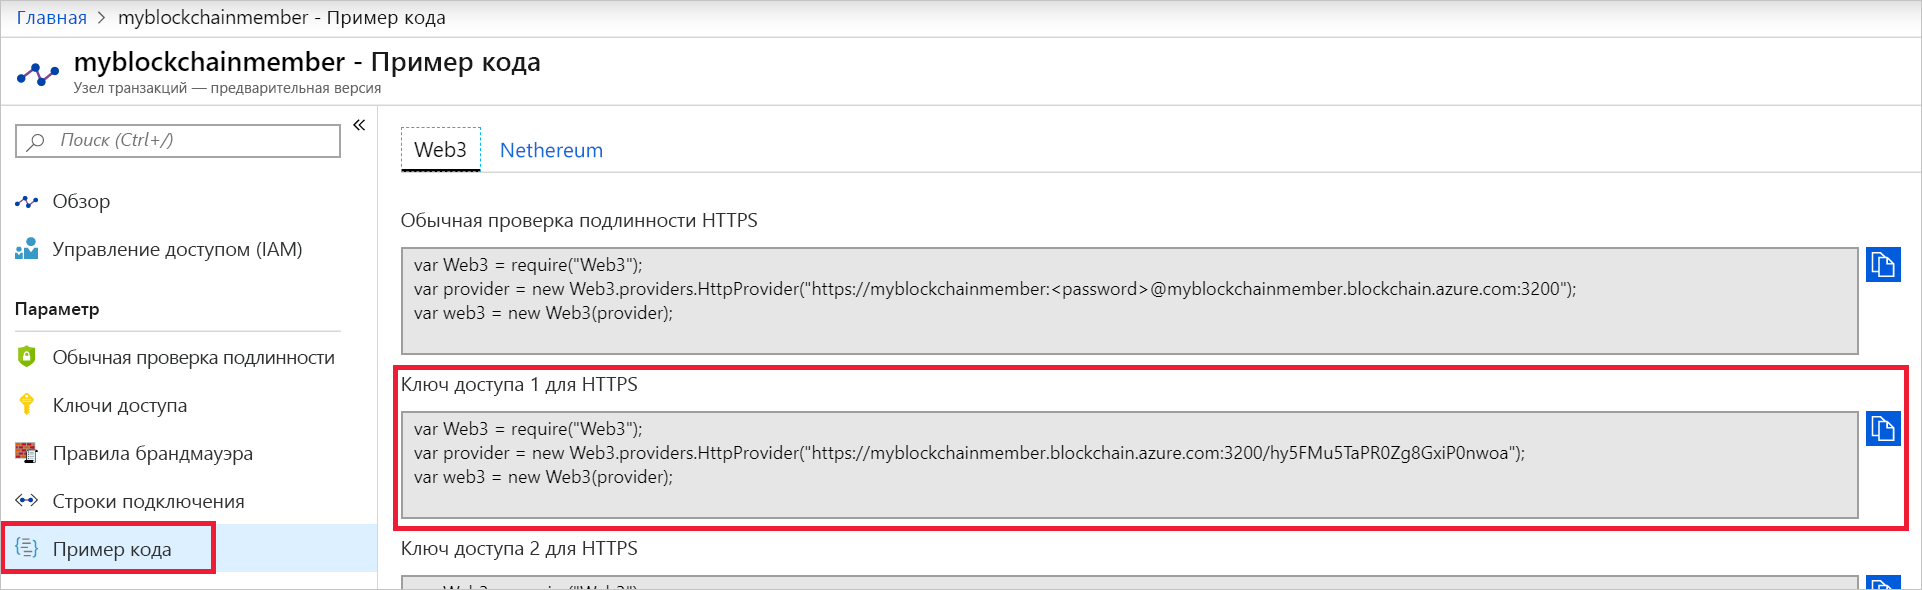 Главная > myblockchainmember - Пример кода
myblockchainmember - Пример кода
Узел транзакций — предварительная версия
Поиск (Ctrl+/)
«
Обзор
Управление доступом (IAM)
Параметр
Обычная проверка подлинности
Ключи доступа
Правила брандмауэра
Строки подключения
Пример кода
Web3 Nethereum
Обычная проверка подлинности HTTPS
var Web3 = require("Web3");
var provider = new Web3.providers.HttpProvider("https://myblockchainmember:<password>@myblockchainmember.blockchain.azure.com:3200");
var web3 = new Web3(provider);
Ключ доступа 1 для HTTPS
var Web3 = require("Web3");
var provider = new Web3.providers.HttpProvider("https://myblockchainmember.blockchain.azure.com:3200/hy5FMu5TaPR0Zg8GxiP0nwoa");
var web3 = new Web3(provider);
Ключ доступа 2 для HTTPS